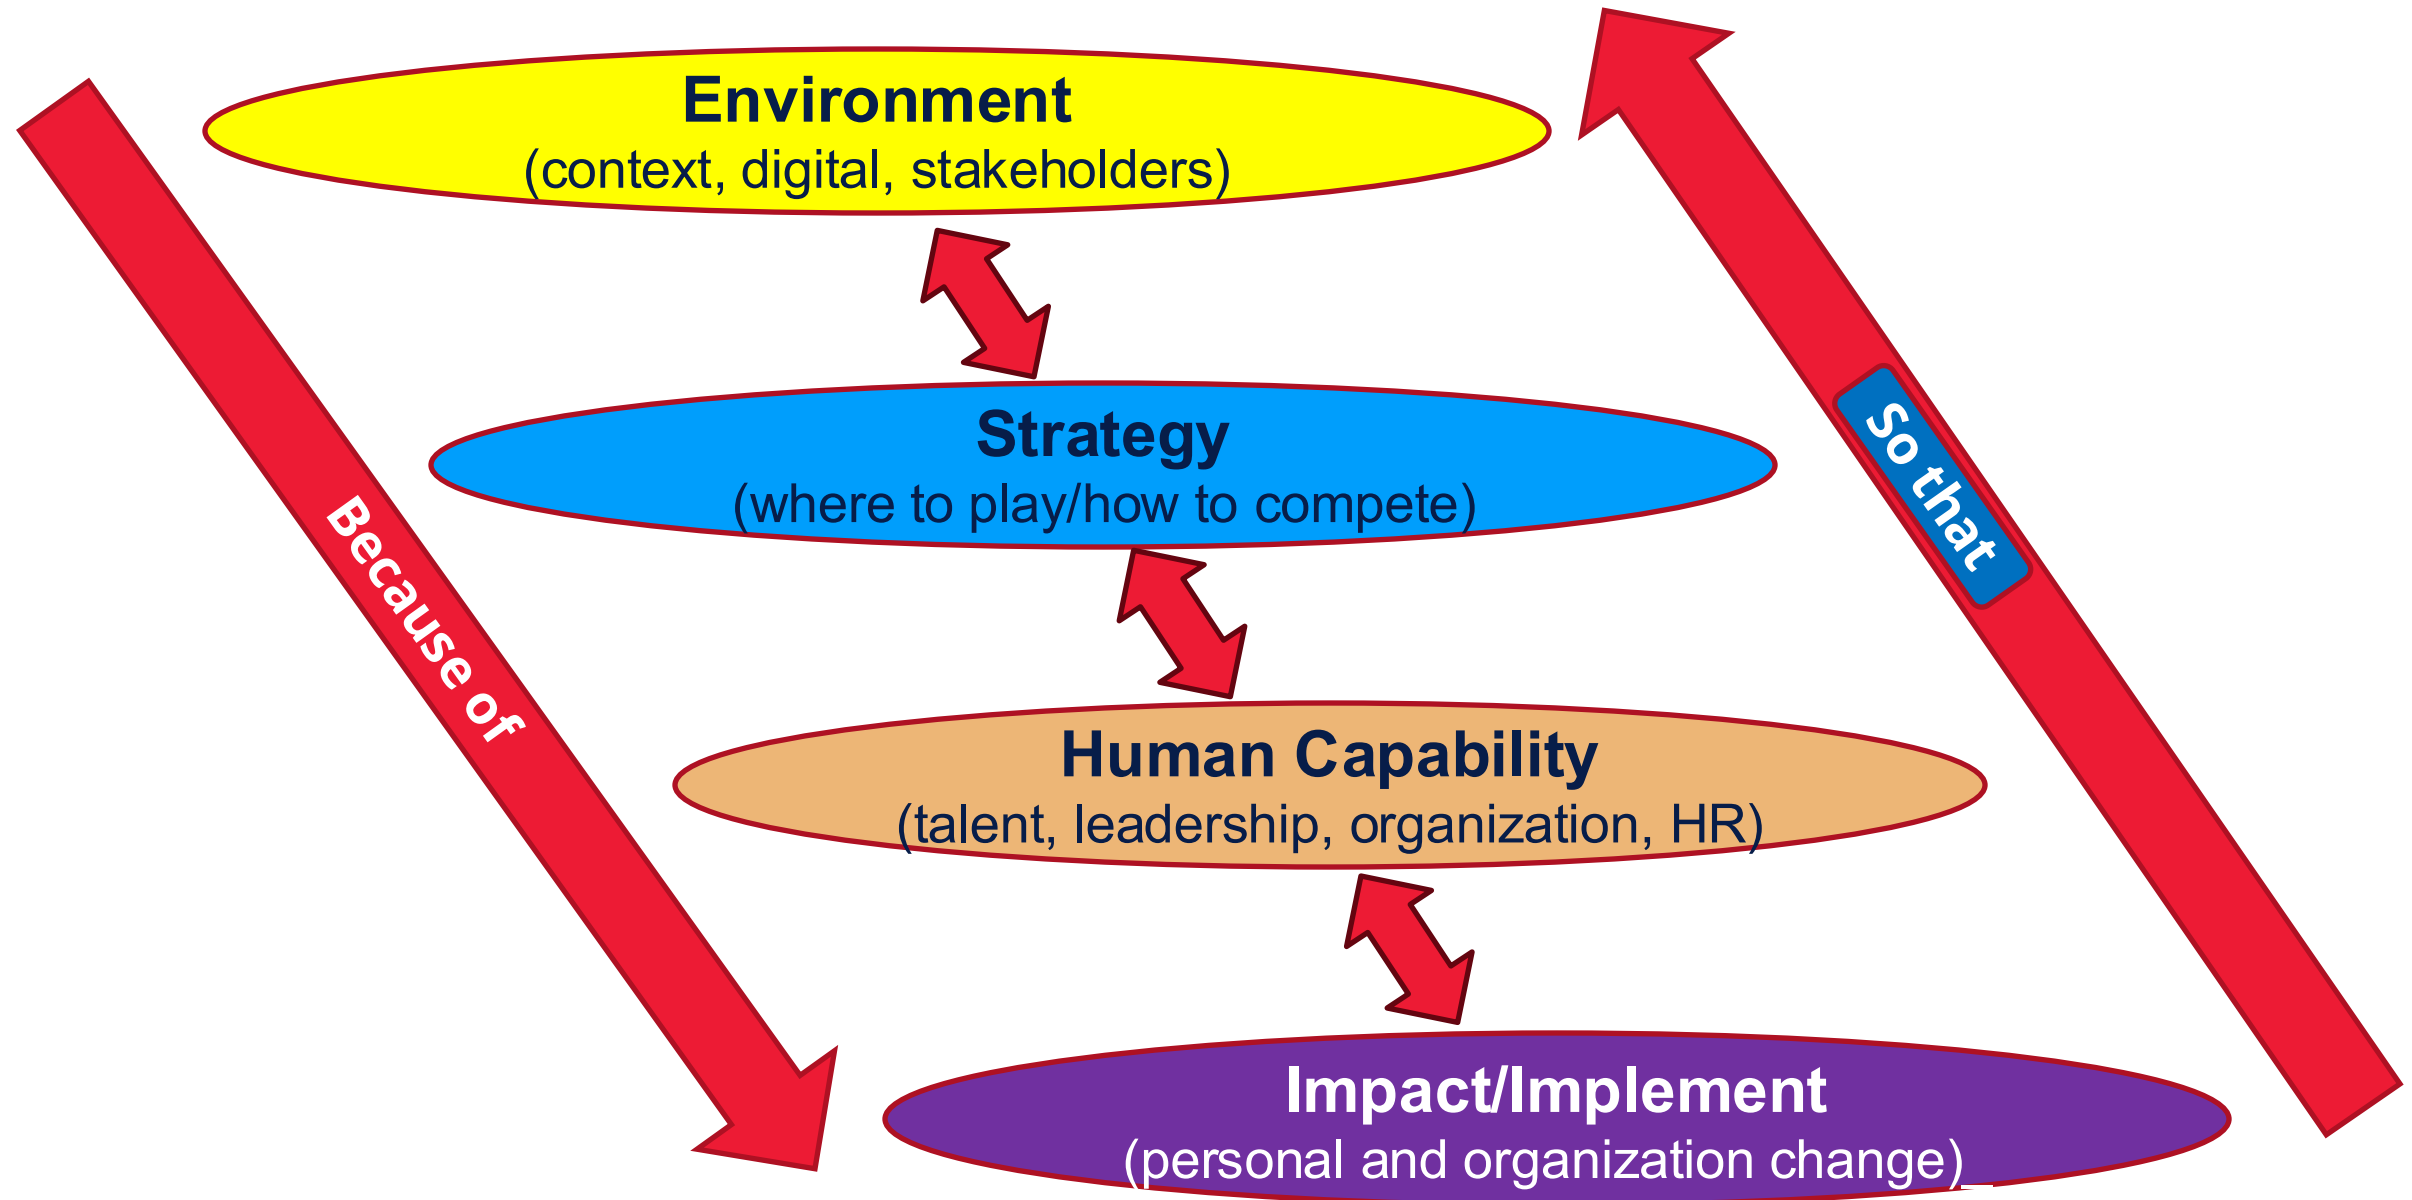 Environment
(context, digital, stakeholders)
Strategy
(where to play/how to compete)
So that
Because of
Human Capability
(talent, leadership, organization, HR)
Impact/Implement
(personal and organization change)